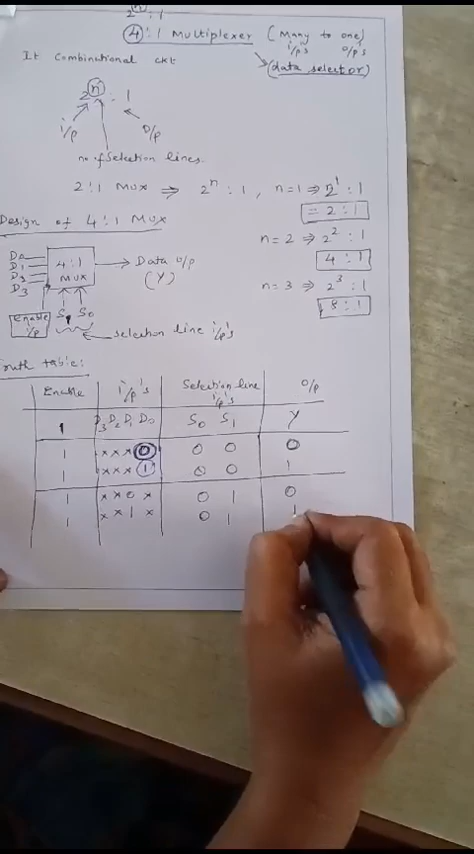 2^n : 1
4 : 1 Multiplexer (Many to one)
i/p's o/p's
It Combinational ckt
(data selector)
2^n : 1
i/p o/p
no of Selection lines.
2:1 MUX ⇒ 2^n : 1 , n=1 ⇒ 2^1 : 1
= 2 : 1
Design of 4:1 MUX
n = 2 ⇒ 2^2 : 1
4 : 1
D0
D1
D3
D3
4:1
MUX
Data o/p
(Y)
n = 3 ⇒ 2^3 : 1
8 : 1
Enable
i/p
S1 S0
selection line i/p's
Truth table:
Enable i/p's Selection line i/p's o/p
1 D3 D2 D1 D0 S0 S1 Y
1 x x x 0 0 0 0
1 x x x 1 0 0 1
1 x x 0 x 0 1 0
1 x x 1 x 0 1 1